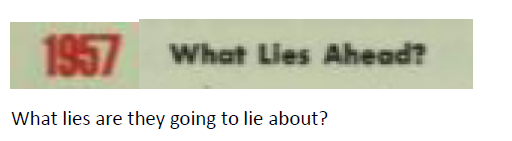 1957 What Lies Ahead?
What lies are they going to lie about?